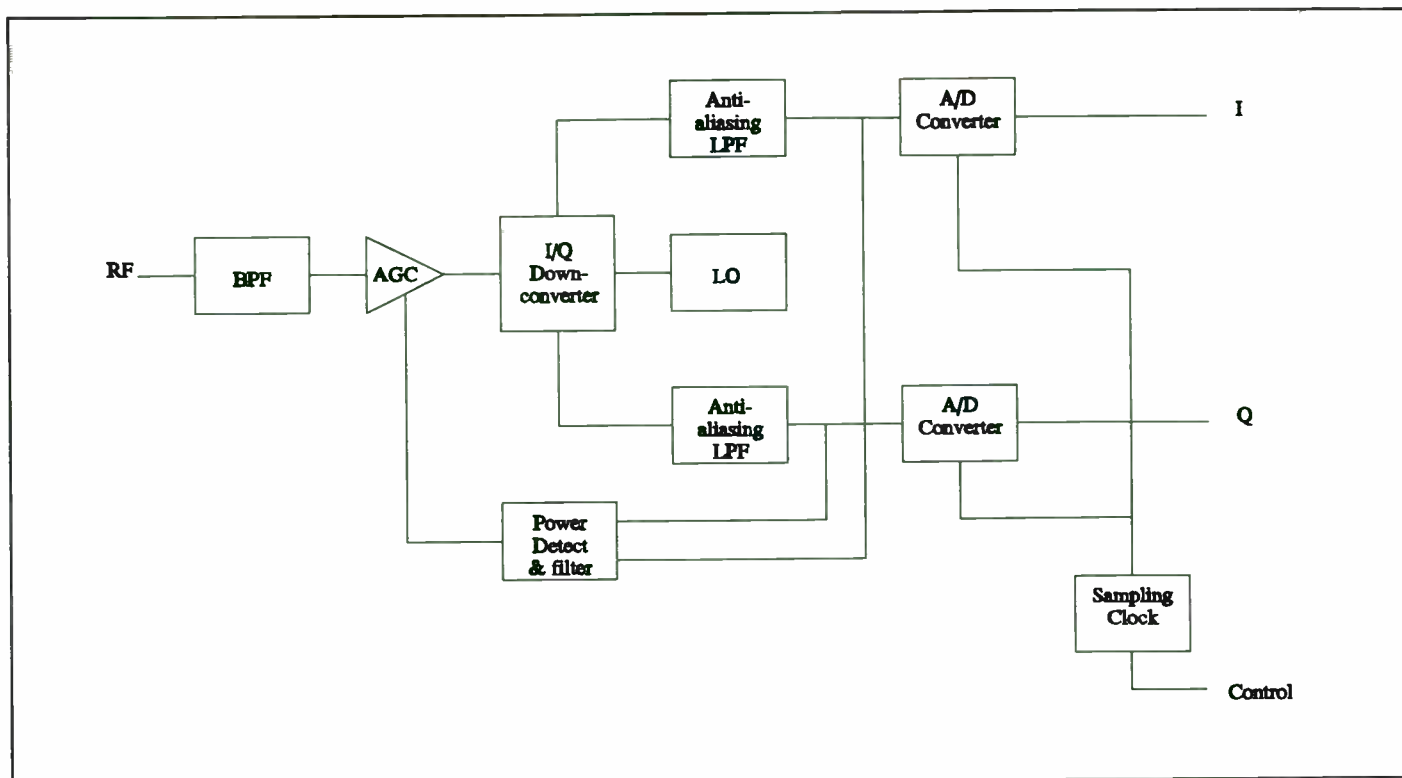 Anti-
aliasing
LPF
A/D
Converter
I
RF
BPF
AGC
I/Q
Down-
converter
LO
Anti-
aliasing
LPF
A/D
Converter
Q
Power
Detect
& filter
Sampling
Clock
Control